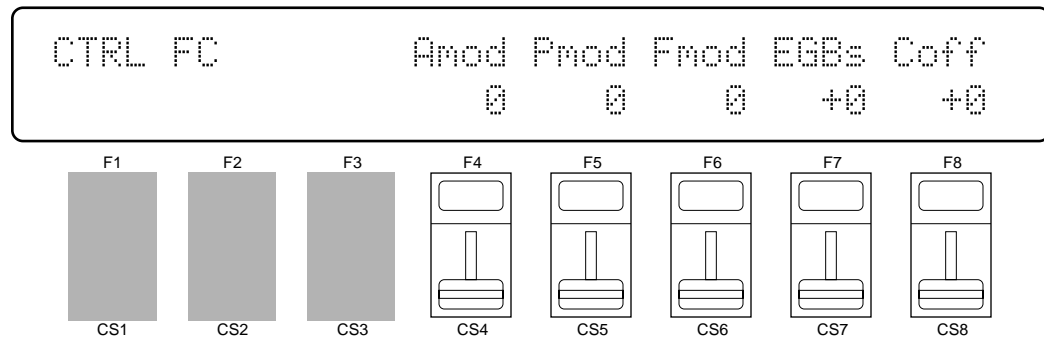 CTRL FC Amod Pmod Fmod EGBs Coff
0 0 0 +0 +0
F1 F2 F3 F4 F5 F6 F7 F8
CS1 CS2 CS3 CS4 CS5 CS6 CS7 CS8